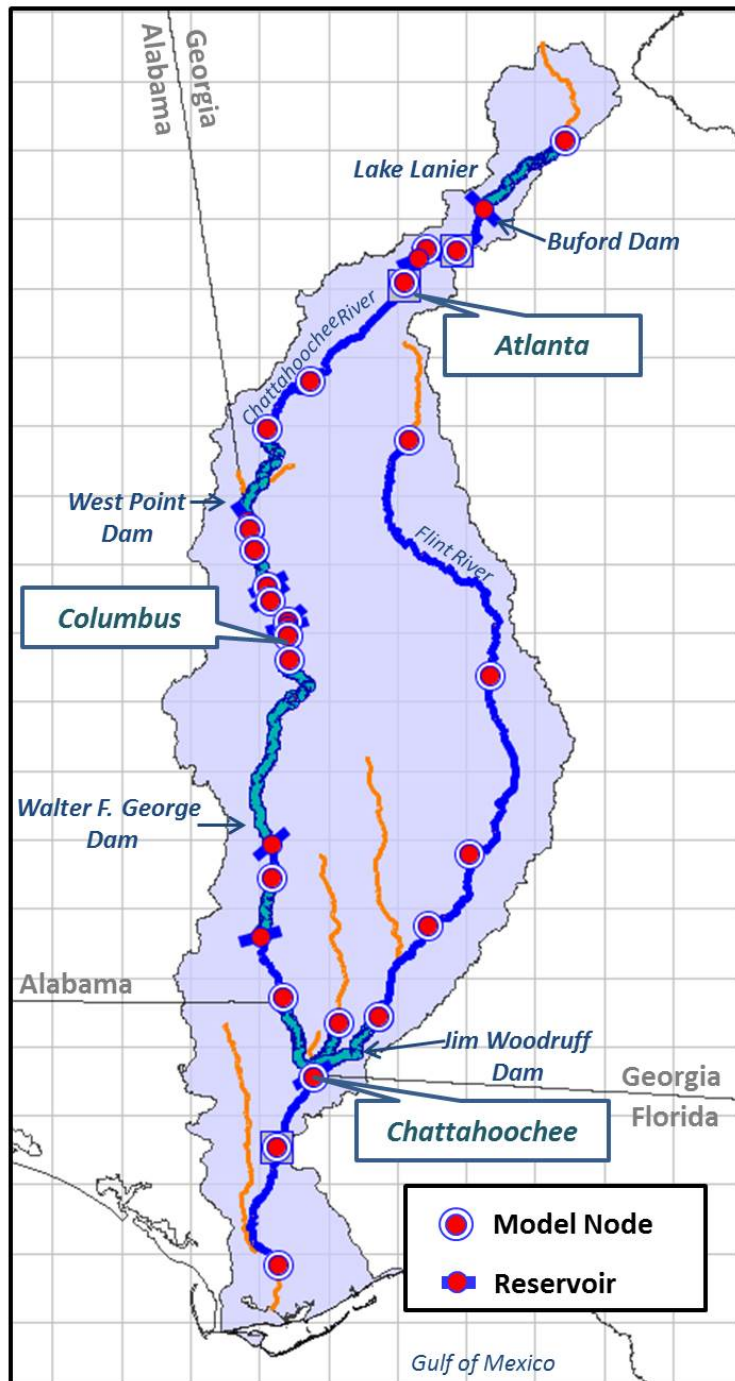 Georgia
Alabama
Lake Lanier
Buford Dam
Atlanta
Chattahoochee River
West Point
Dam
Flint River
Columbus
Walter F. George
Dam
Alabama
Jim Woodruff
Dam
Georgia
Florida
Chattahoochee
Model Node
Reservoir
Gulf of Mexico